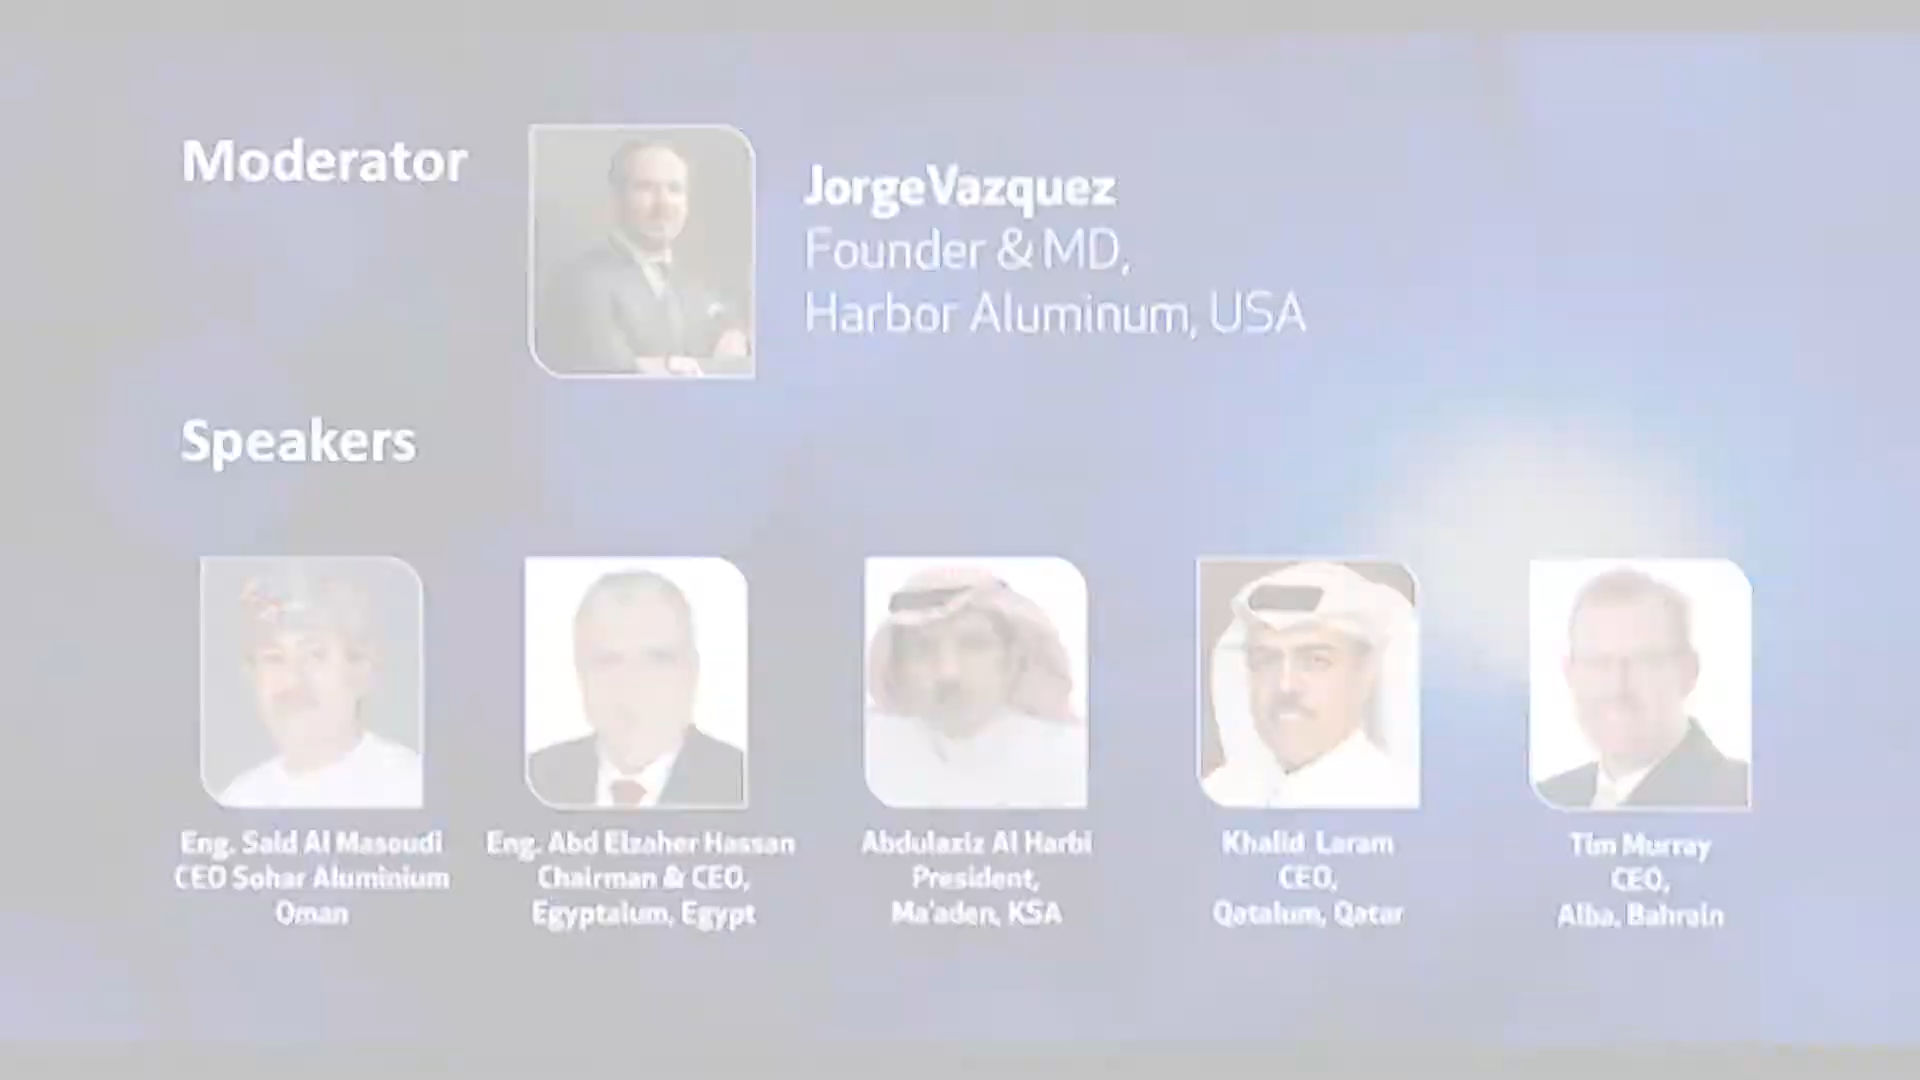 Moderator
Jorge Vazquez
Founder & MD,
Harbor Aluminum, USA
Speakers
Eng. Said Al Masoudi
CEO Sohar Aluminium
Oman
Eng. Abd Elzaher Hassan
Chairman & CEO,
Egyptalum, Egypt
Abdulaziz Al Harbi
President,
Ma'aden, KSA
Khalid Laram
CEO,
Qatalum, Qatar
Tim Murray
CEO,
Alba, Bahrain